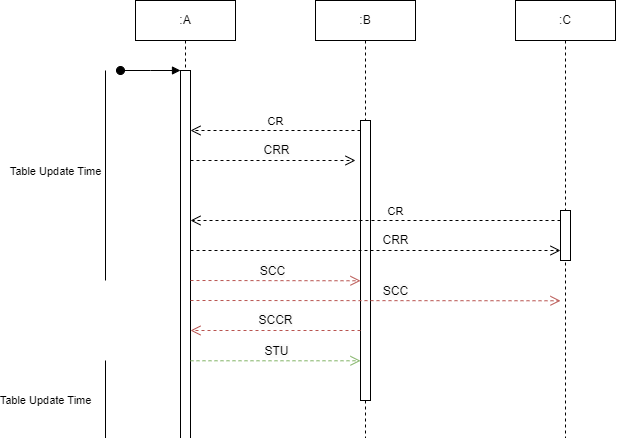 :A
:B
:C
CR
CRR
Table Update Time
CR
CRR
SCC
SCC
SCCR
STU
Table Update Time